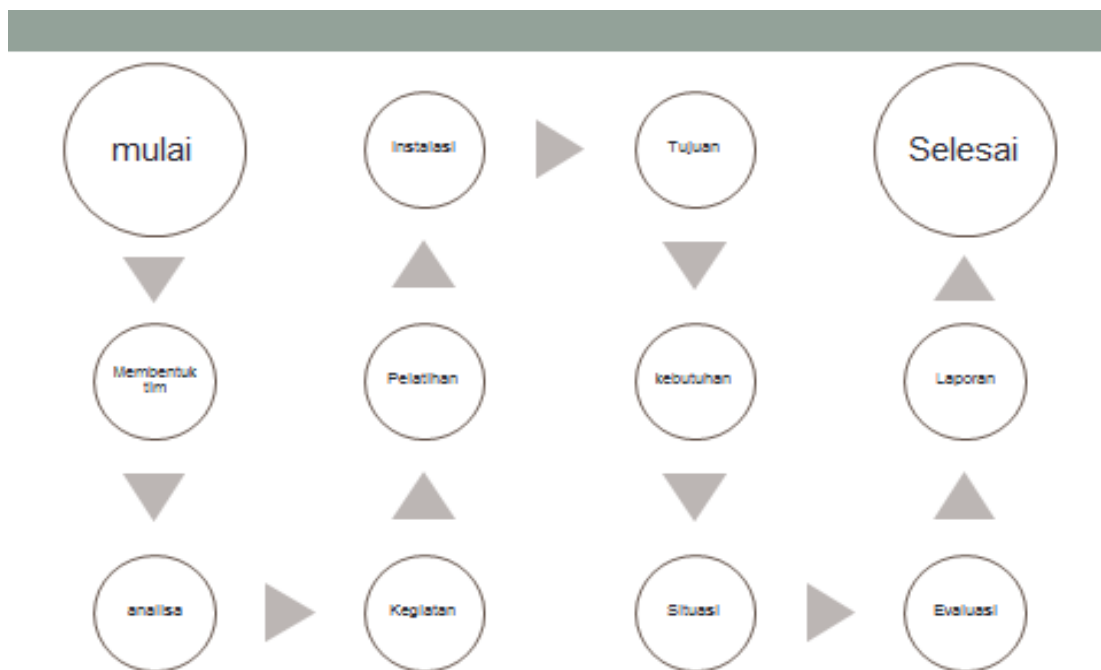 mulai
Membentuk
tim
analisa
Kegiatan
Pelatihan
Instalasi
Tujuan
kebutuhan
Situasi
Evaluasi
Laporan
Selesai